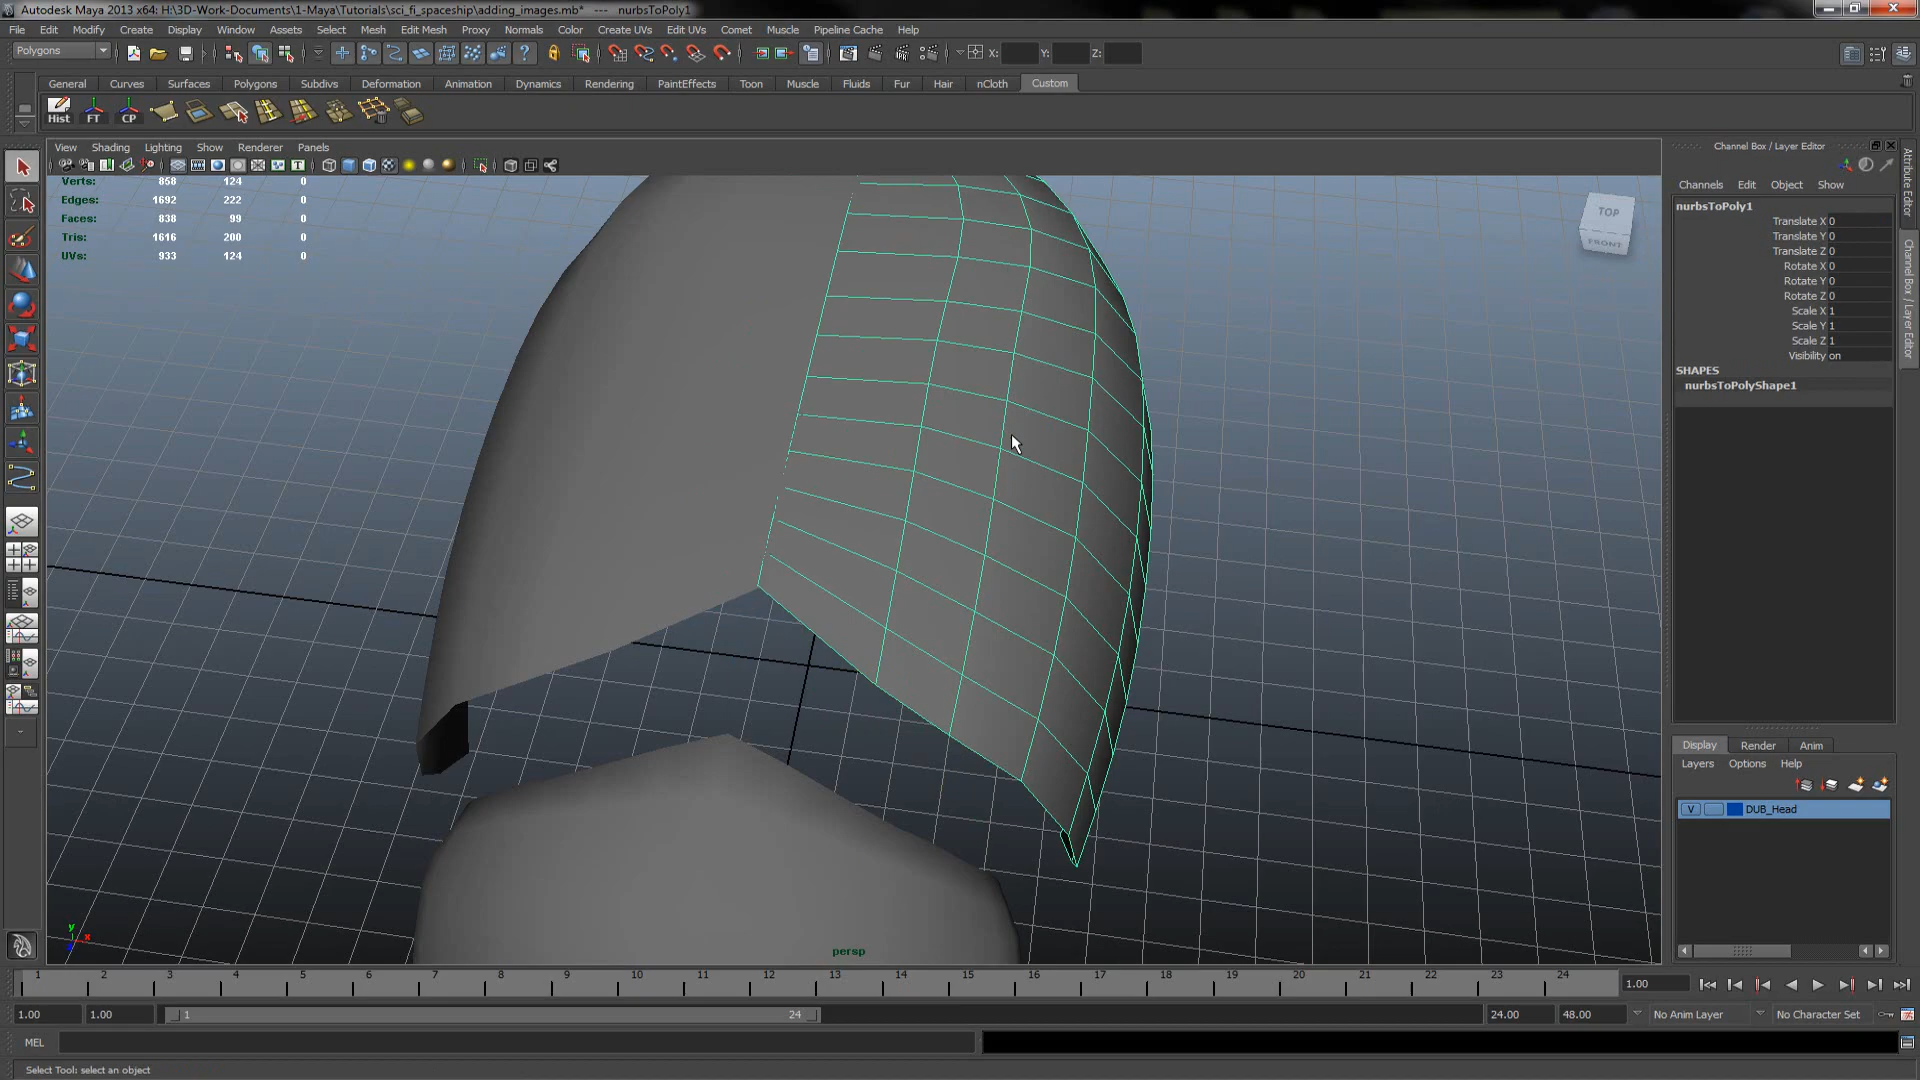 Autodesk Maya 2013 x64: H:\3D-Work-Documents\1-Maya\Tutorials\sci_fi_spaceship\adding_images.mb* --- nurbsToPoly1
File Edit Modify Create Display Window Assets Select Mesh Edit Mesh Proxy Normals Color Create UVs Edit UVs Comet Muscle Pipeline Cache Help
Polygons X: Y: Z:
General Curves Surfaces Polygons Subdivs Deformation Animation Dynamics Rendering PaintEffects Toon Muscle Fluids Fur Hair nCloth Custom
Hist FT CP
View Shading Lighting Show Renderer Panels
Verts: 858 124 0
Edges: 1692 222 0
Faces: 838 99 0
Tris: 1616 200 0
UVs: 933 124 0
TOP
FRONT
persp
y
x
Channel Box / Layer Editor
Channels Edit Object Show
nurbsToPoly1
Translate X 0
Translate Y 0
Translate Z 0
Rotate X 0
Rotate Y 0
Rotate Z 0
Scale X 1
Scale Y 1
Scale Z 1
Visibility on
SHAPES
nurbsToPolyShape1
Attribute Editor
Channel Box / Layer Editor
Display Render Anim
Layers Options Help
V DUB_Head
1 2 3 4 5 6 7 8 9 10 11 12 13 14 15 16 17 18 19 20 21 22 23 24 1.00
1.00 1.00 1 24 24.00 48.00 No Anim Layer No Character Set
MEL
Select Tool: select an object